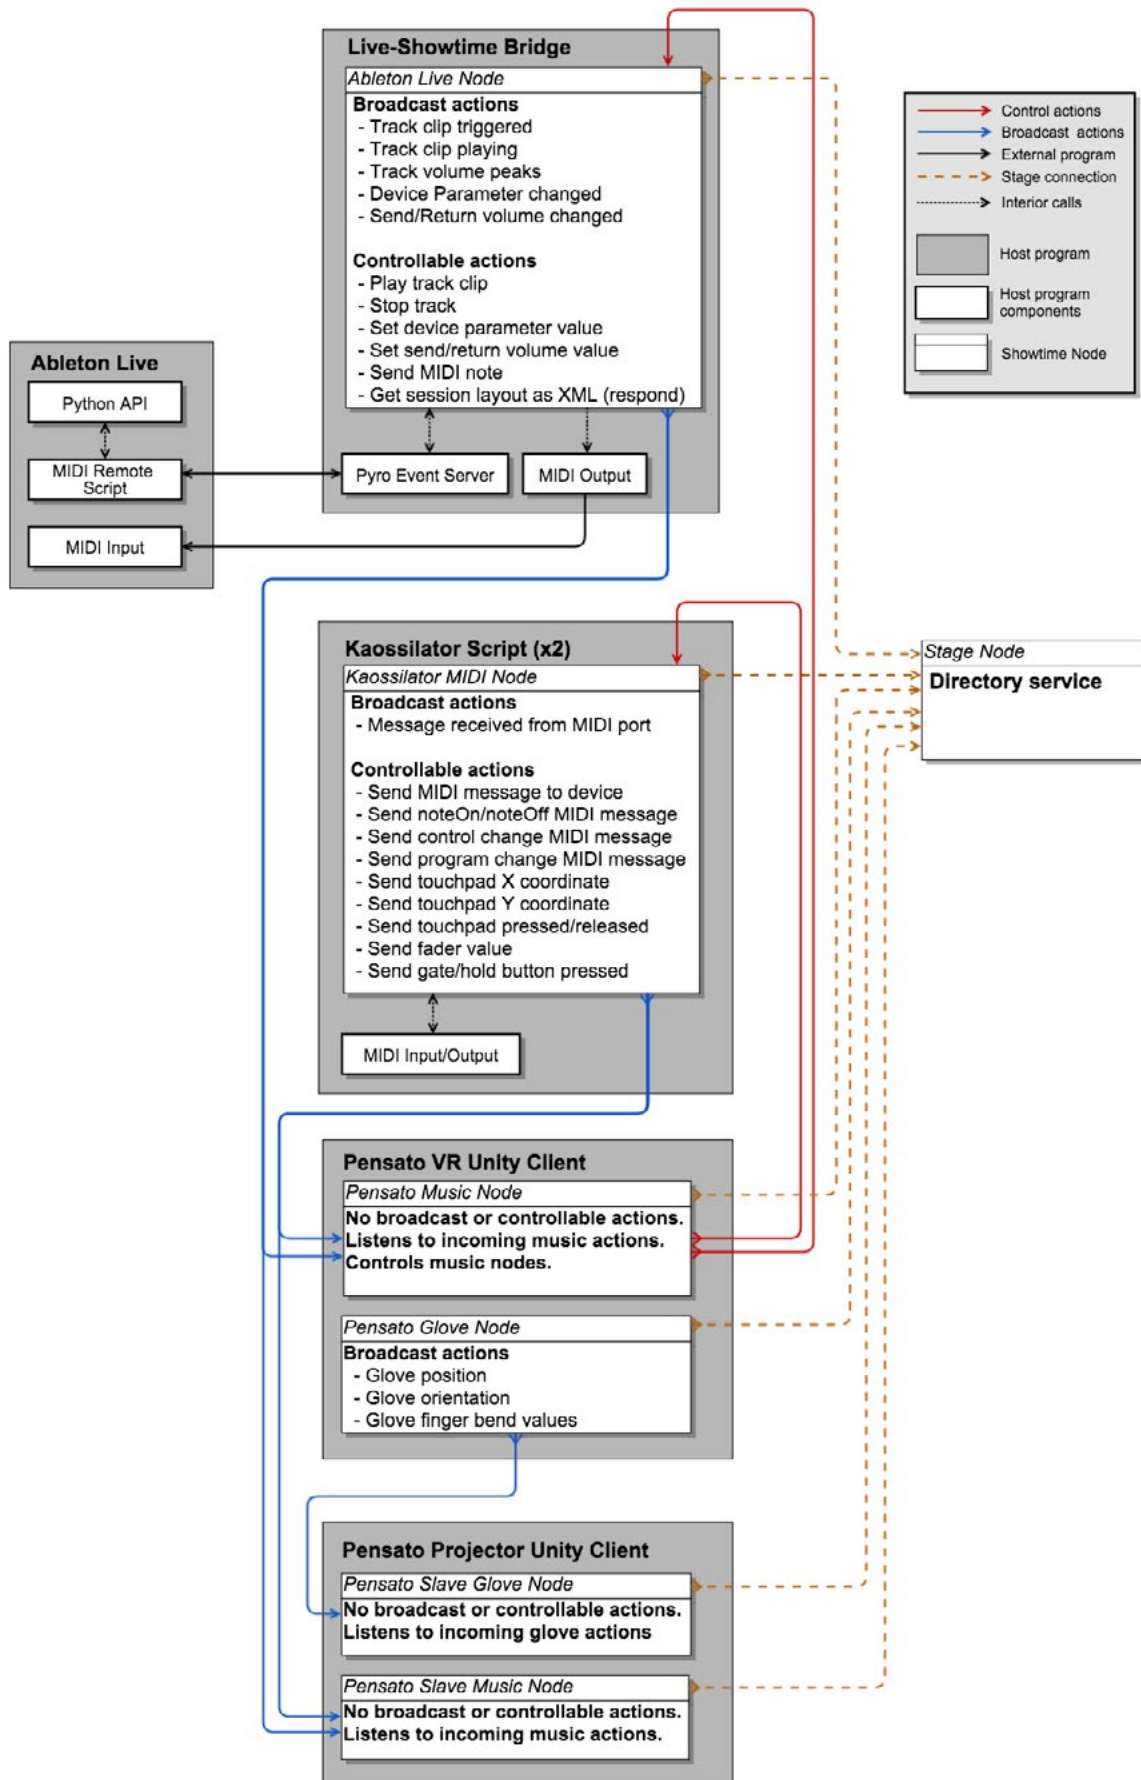 Live-Showtime Bridge
Ableton Live Node
Broadcast actions
- Track clip triggered
- Track clip playing
- Track volume peaks
- Device Parameter changed
- Send/Return volume changed
Controllable actions
- Play track clip
- Stop track
- Set device parameter value
- Set send/return volume value
- Send MIDI note
- Get session layout as XML (respond)
Pyro Event Server
MIDI Output
Control actions
Broadcast actions
External program
Stage connection
Interior calls
Host program
Host program
components
Showtime Node
Ableton Live
Python API
MIDI Remote
Script
MIDI Input
Kaossilator Script (x2)
Kaossilator MIDI Node
Broadcast actions
- Message received from MIDI port
Controllable actions
- Send MIDI message to device
- Send noteOn/noteOff MIDI message
- Send control change MIDI message
- Send program change MIDI message
- Send touchpad X coordinate
- Send touchpad Y coordinate
- Send touchpad pressed/released
- Send fader value
- Send gate/hold button pressed
MIDI Input/Output
Stage Node
Directory service
Pensato VR Unity Client
Pensato Music Node
No broadcast or controllable actions.
Listens to incoming music actions.
Controls music nodes.
Pensato Glove Node
Broadcast actions
- Glove position
- Glove orientation
- Glove finger bend values
Pensato Projector Unity Client
Pensato Slave Glove Node
No broadcast or controllable actions.
Listens to incoming glove actions
Pensato Slave Music Node
No broadcast or controllable actions.
Listens to incoming music actions.